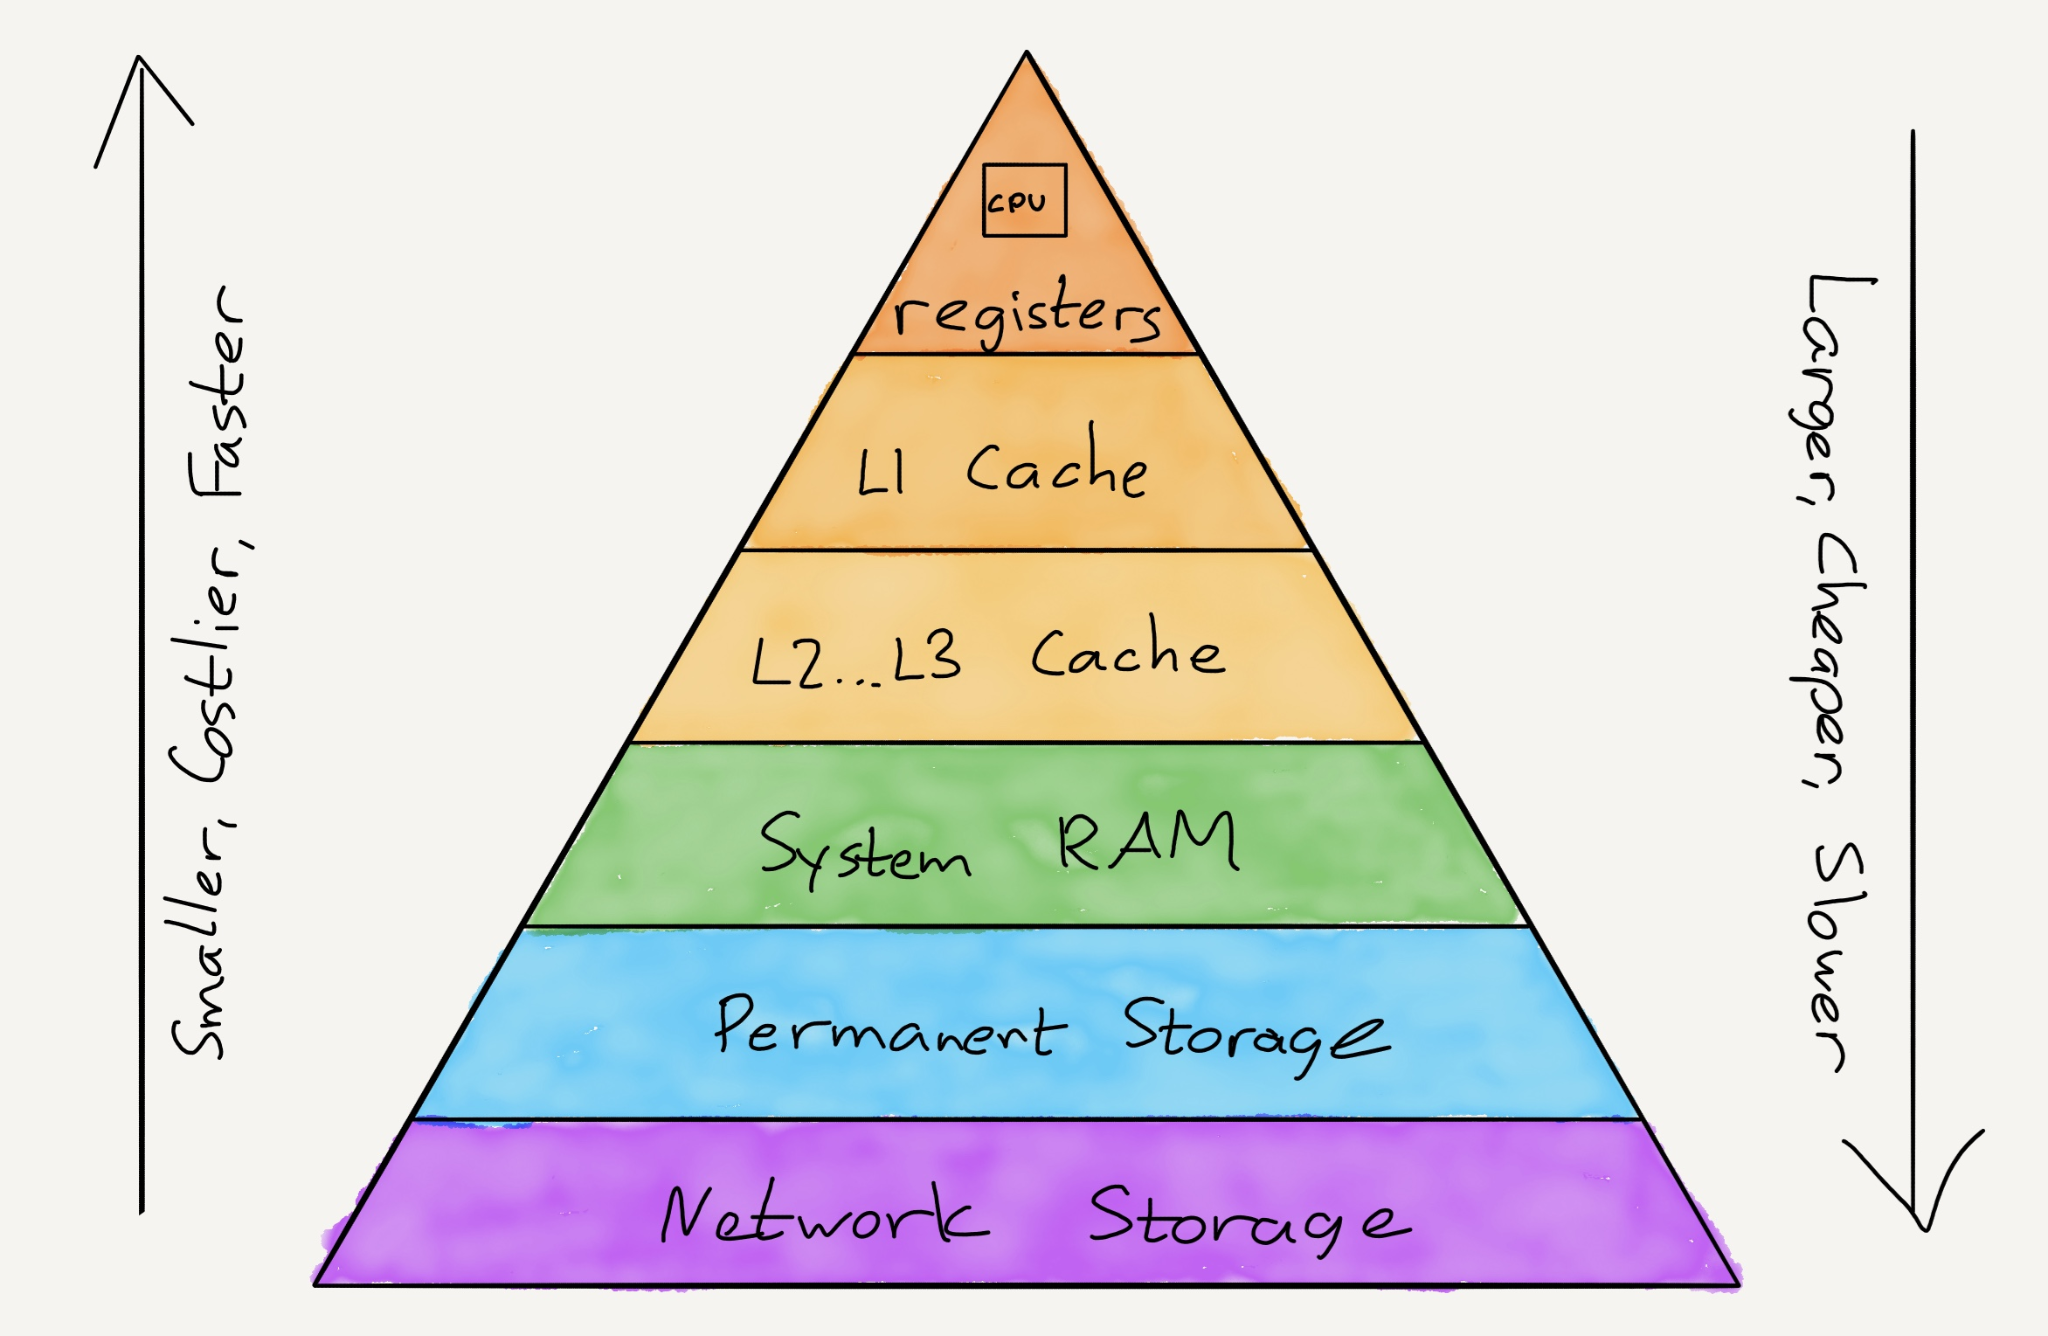 Smaller, Costlier, Faster
CPU
registers
L1 Cache
L2...L3 Cache
System RAM
Permanent Storage
Network Storage
Larger, Cheaper, Slower